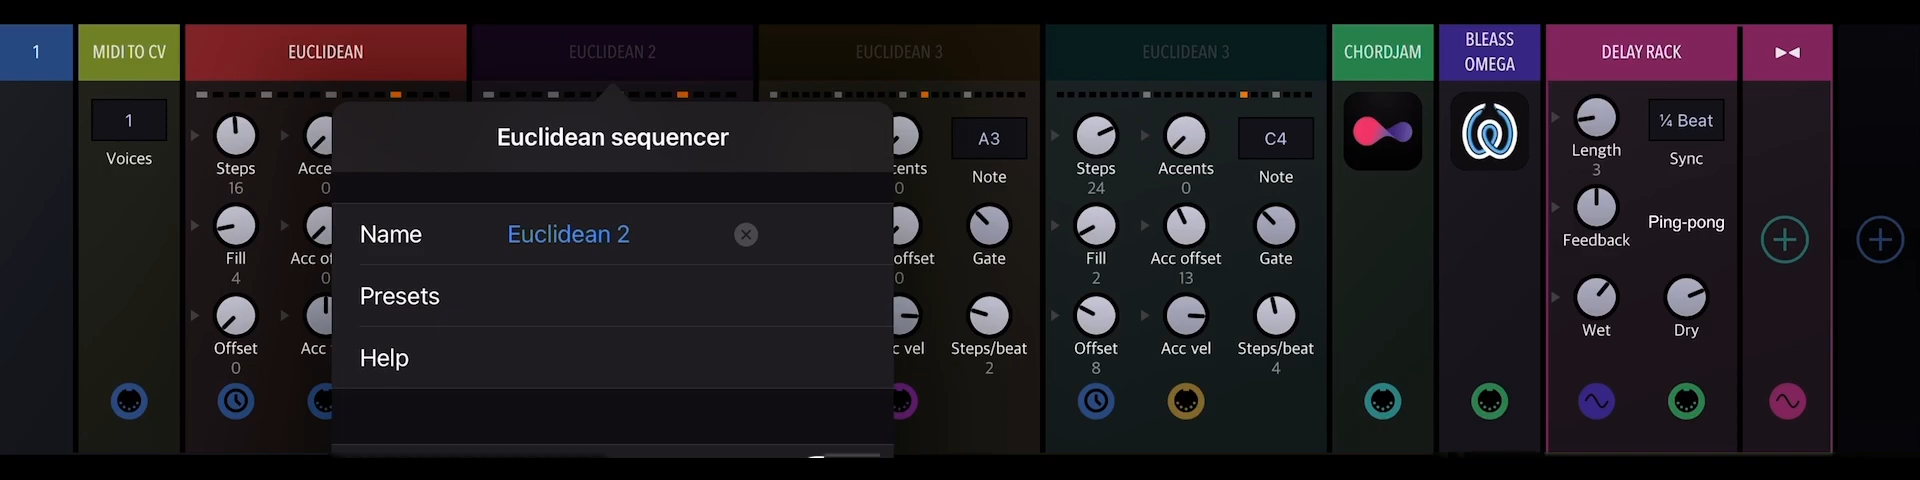 1
MIDI TO CV
EUCLIDEAN
EUCLIDEAN 2
EUCLIDEAN 3
EUCLIDEAN 3
CHORDJAM
BLEASS
OMEGA
DELAY RACK
1
Voices
Steps
16
Acce
0
Fill
4
Acc of
0
Offset
0
Acc
Euclidean sequencer
Name
Euclidean 2
Presets
Help
cents
0
A3
Note
offset
0
Gate
c vel
Steps/beat
2
Steps
24
Accents
0
C4
Note
Fill
2
Acc offset
13
Gate
Offset
8
Acc vel
Steps/beat
4
Length
3
¼ Beat
Sync
Feedback
Ping-pong
Wet
Dry